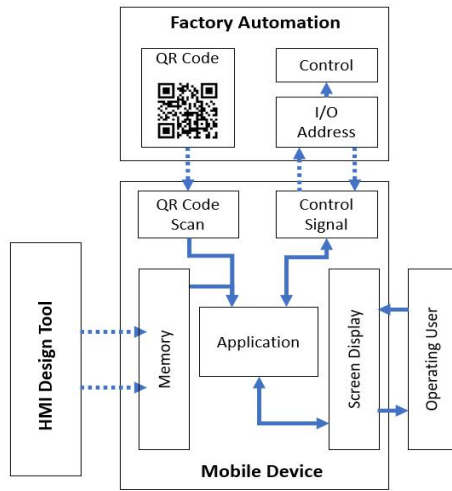 Factory Automation
QR Code
Control
I/O
Address
QR Code
Scan
Control
Signal
HMI Design Tool
Memory
Application
Screen Display
Operating User
Mobile Device